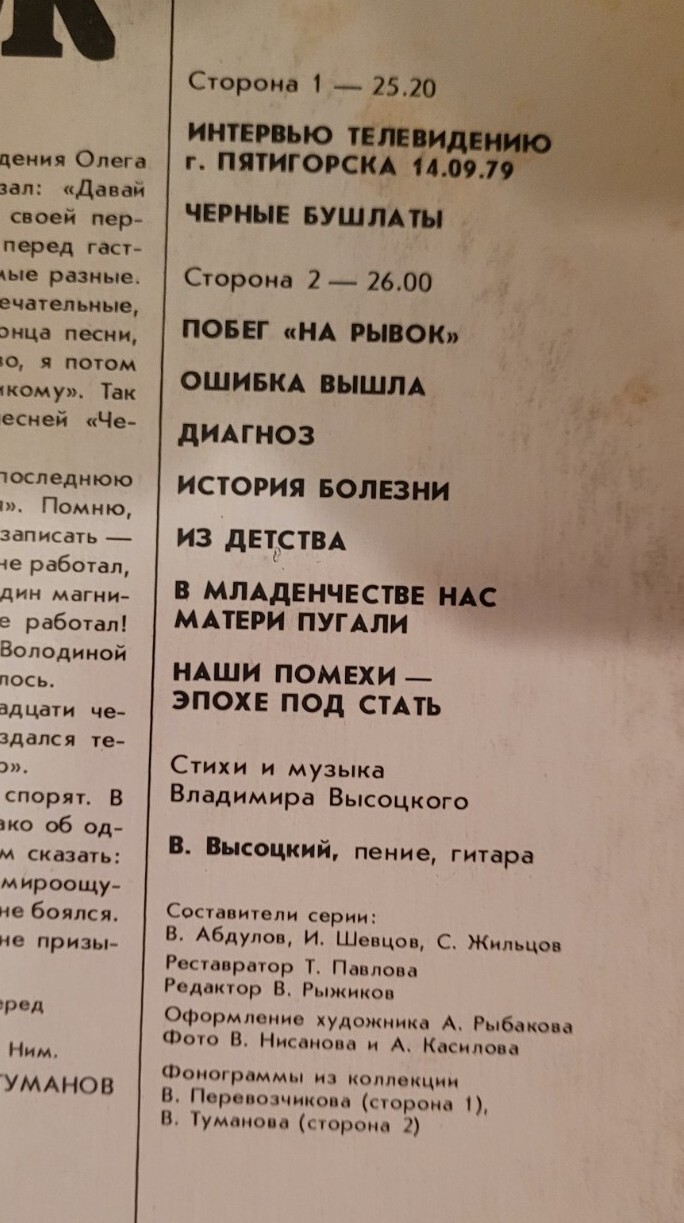 дения Олега
зал: «Давай
своей пер-
перед гаст-
мые разные.
ечательные,
онца песни,
во, я потом
икому». Так
есней «Че-
последнюю
Помню,
записать —
не работал,
дин магни-
е работал!
Володиной
лось.
адцати че-
здался те-
о».
спорят. В
ако об од-
м сказать:
мироощу-
не боялся.
не призы-
еред
Ним.
ТУМАНОВ
Сторона 1 — 25.20
ИНТЕРВЬЮ ТЕЛЕВИДЕНИЮ
г. ПЯТИГОРСКА 14.09.79
ЧЕРНЫЕ БУШЛАТЫ
Сторона 2 — 26.00
ПОБЕГ «НА РЫВОК»
ОШИБКА ВЫШЛА
ДИАГНОЗ
ИСТОРИЯ БОЛЕЗНИ
ИЗ ДЕТСТВА
В МЛАДЕНЧЕСТВЕ НАС
МАТЕРИ ПУГАЛИ
НАШИ ПОМЕХИ —
ЭПОХЕ ПОД СТАТЬ
Стихи и музыка
Владимира Высоцкого
В. Высоцкий, пение, гитара
Составители серии:
В. Абдулов, И. Шевцов, С. Жильцов
Реставратор Т. Павлова
Редактор В. Рыжиков
Оформление художника А. Рыбакова
Фото В. Нисанова и А. Касилова
Фонограммы из коллекции
В. Перевозчикова (сторона 1),
В. Туманова (сторона 2)